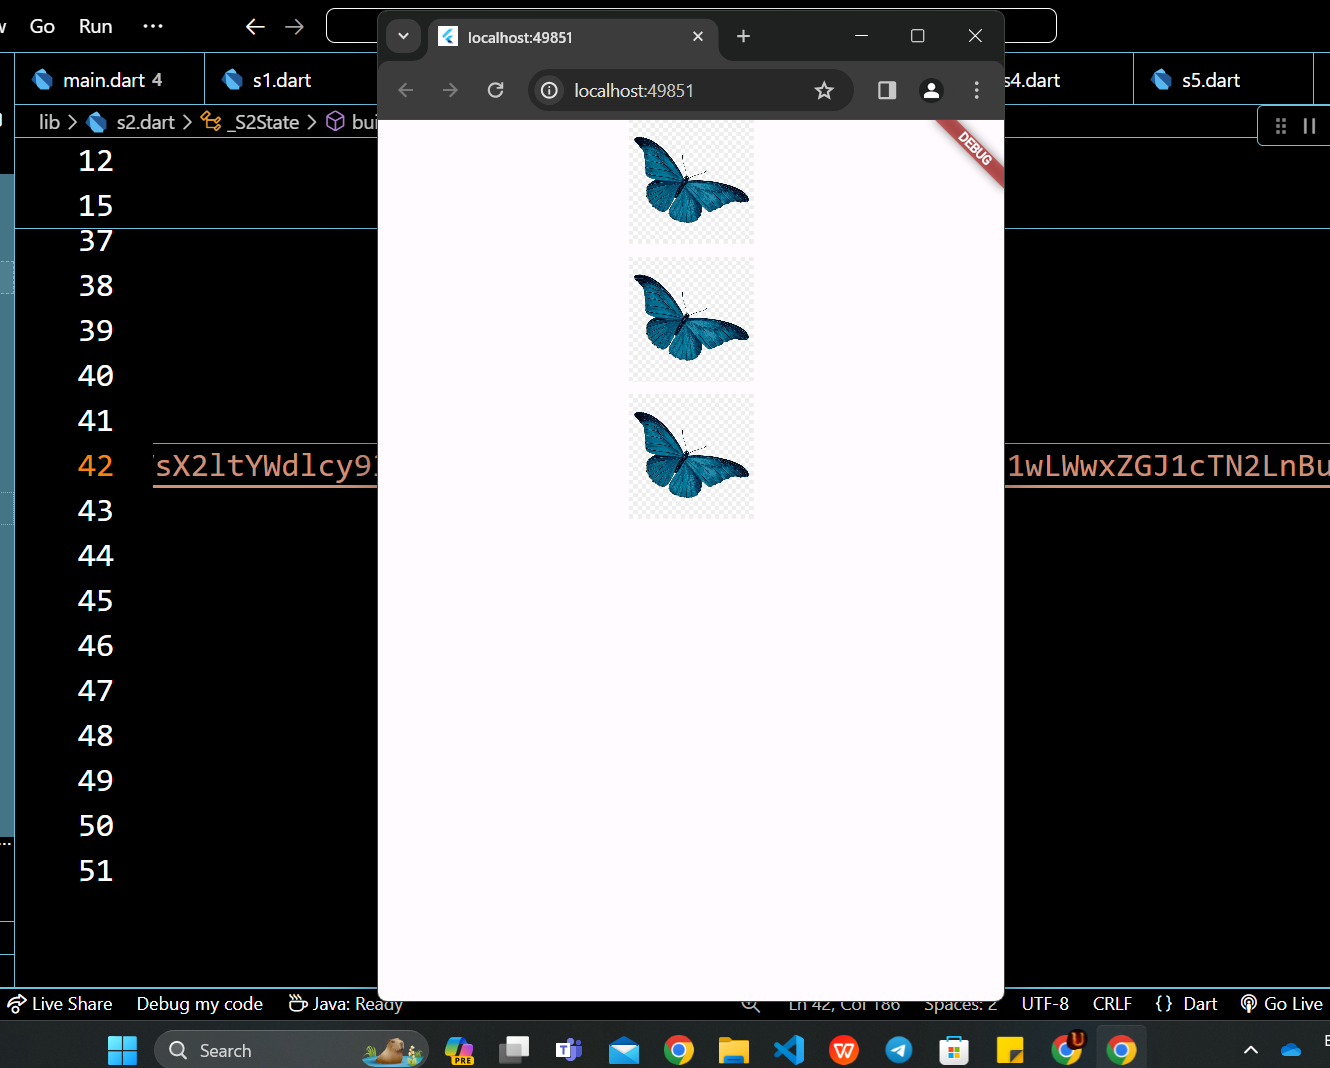 Go Run ...
localhost:49851
main.dart 4 s1.dart s4.dart s5.dart
localhost:49851
lib > s2.dart > _S2State > bui
DEBUG
12
15
37
38
39
40
41
42 sX2ltYWdlcy9 1wLWwxZGJ1cTN2LnBu
43
44
45
46
47
48
49
50
51
Live Share Debug my code Java: Ready Ln 42, Col 186 Spaces: 2 UTF-8 CRLF {} Dart Go Live
Search
PRE